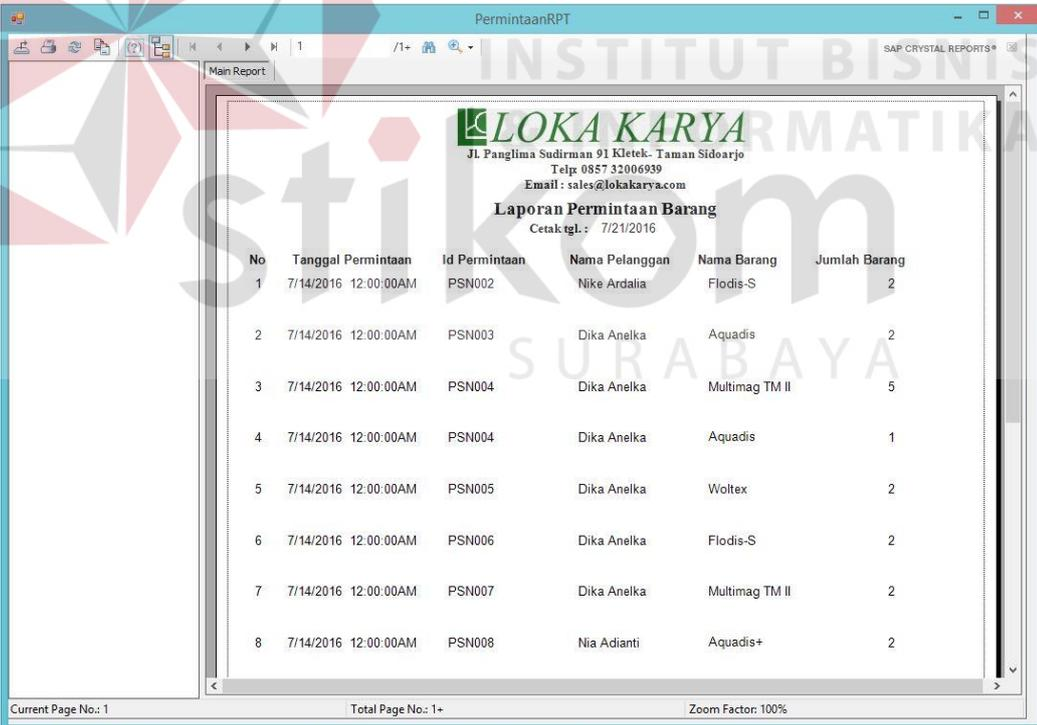 PermintaanRPT
1 /1+ SAP CRYSTAL REPORTS®
Main Report
INSTITUT BISNIS
& INFORMATIKA
stikom
SURABAYA
LOKA KARYA
Jl. Panglima Sudirman 91 Kletek- Taman Sidoarjo
Telp: 0857 32006939
Email : sales@lokakarya.com
Laporan Permintaan Barang
Cetak tgl. : 7/21/2016
No Tanggal Permintaan Id Permintaan Nama Pelanggan Nama Barang Jumlah Barang
1 7/14/2016 12:00:00AM PSN002 Nike Ardalia Flodis-S 2
2 7/14/2016 12:00:00AM PSN003 Dika Anelka Aquadis 2
3 7/14/2016 12:00:00AM PSN004 Dika Anelka Multimag TM II 5
4 7/14/2016 12:00:00AM PSN004 Dika Anelka Aquadis 1
5 7/14/2016 12:00:00AM PSN005 Dika Anelka Woltex 2
6 7/14/2016 12:00:00AM PSN006 Dika Anelka Flodis-S 2
7 7/14/2016 12:00:00AM PSN007 Dika Anelka Multimag TM II 2
8 7/14/2016 12:00:00AM PSN008 Nia Adianti Aquadis+ 2
Current Page No.: 1 Total Page No.: 1+ Zoom Factor: 100%